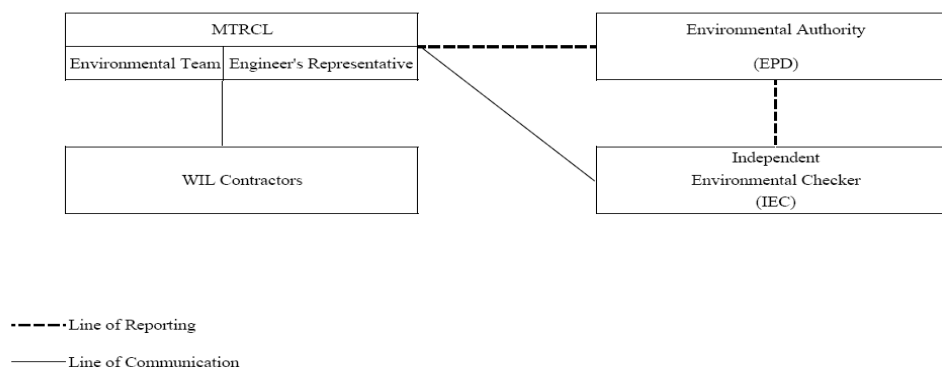 MTRCL
Environmental Team
Engineer's Representative
Environmental Authority
(EPD)
WIL Contractors
Independent
Environmental Checker
(IEC)
Line of Reporting
Line of Communication